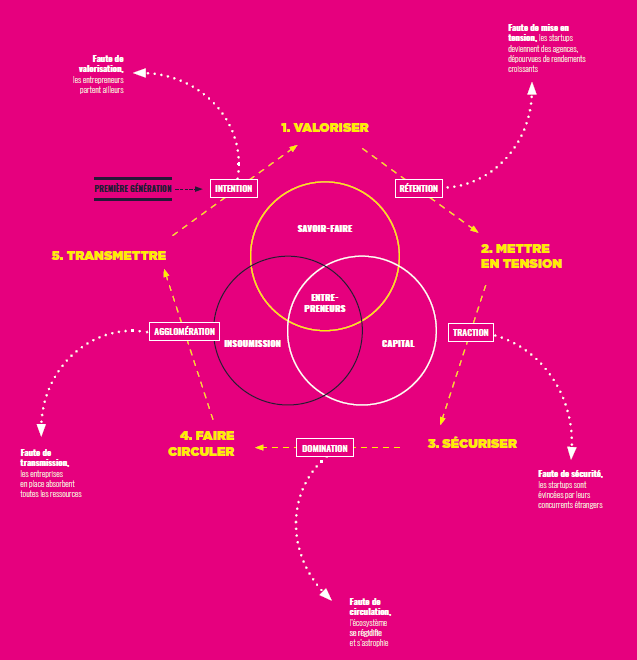 Faute de mise en
tension, les startups
deviennent des agences,
dépourvues de rendements
croissants
Faute de
valorisation,
les entrepreneurs
partent ailleurs
1. VALORISER
PREMIÈRE GÉNÉRATION
INTENTION
RÉTENTION
SAVOIR-FAIRE
5. TRANSMETTRE
2. METTRE
EN TENSION
ENTRE-
PRENEURS
AGGLOMÉRATION
TRACTION
INSOUMISSION
CAPITAL
4. FAIRE
CIRCULER
3. SÉCURISER
DOMINATION
Faute de
transmission,
les entreprises
en place absorbent
toutes les ressources
Faute de sécurité,
les startups sont
évincées par leurs
concurrents étrangers
Faute de
circulation,
l'écosystème
se rigidifie
et s'atrophie